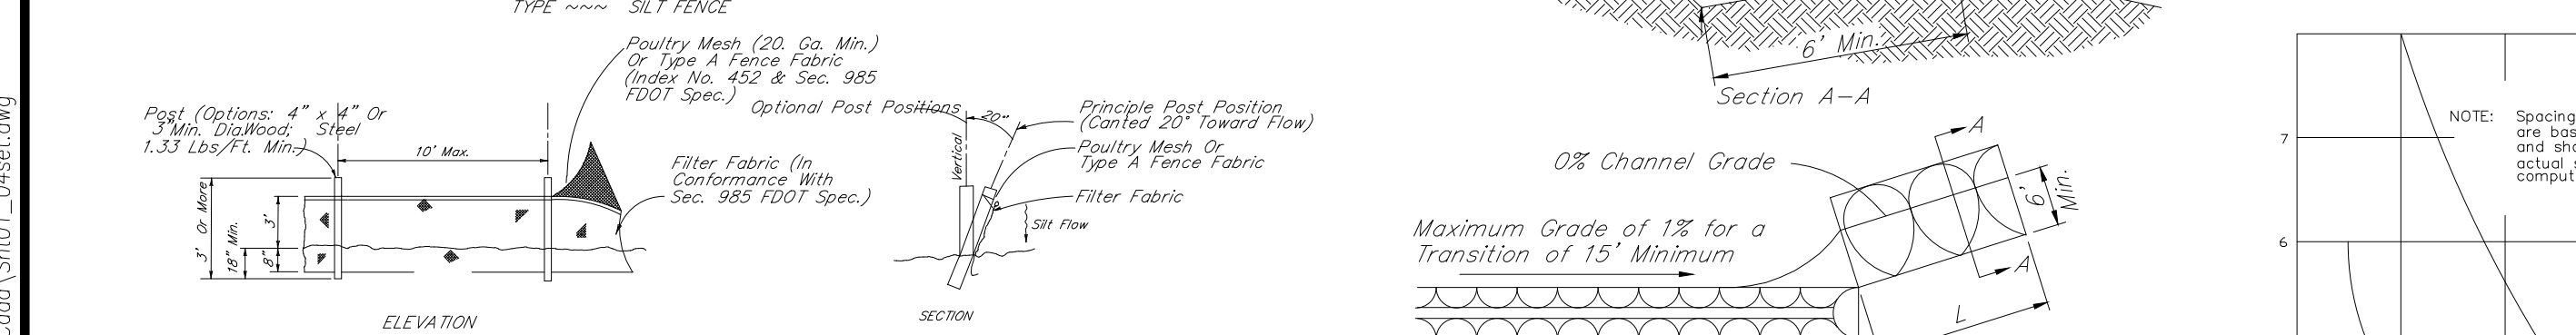 TYPE ~~~ SILT FENCE
Poultry Mesh (20. Ga. Min.)
Or Type A Fence Fabric
(Index No. 452 & Sec. 985
FDOT Spec.)
Post (Options: 4" x 4" Or
3"Min. Dia.Wood; Steel
1.33 Lbs/Ft. Min.)
10' Max.
Filter Fabric (In
Conformance With
Sec. 985 FDOT Spec.)
3' Or More
18" Min.
3'
8"
ELEVATION
Optional Post Positions
20°
Vertical
Principle Post Position
(Canted 20° Toward Flow)
Poultry Mesh Or
Type A Fence Fabric
Filter Fabric
Silt Flow
SECTION
6' Min.
Section A-A
0% Channel Grade
A
6'
Min.
Maximum Grade of 1% for a
Transition of 15' Minimum
A
L
7
6
NOTE: Spacing
are bas
and sho
actual s
comput